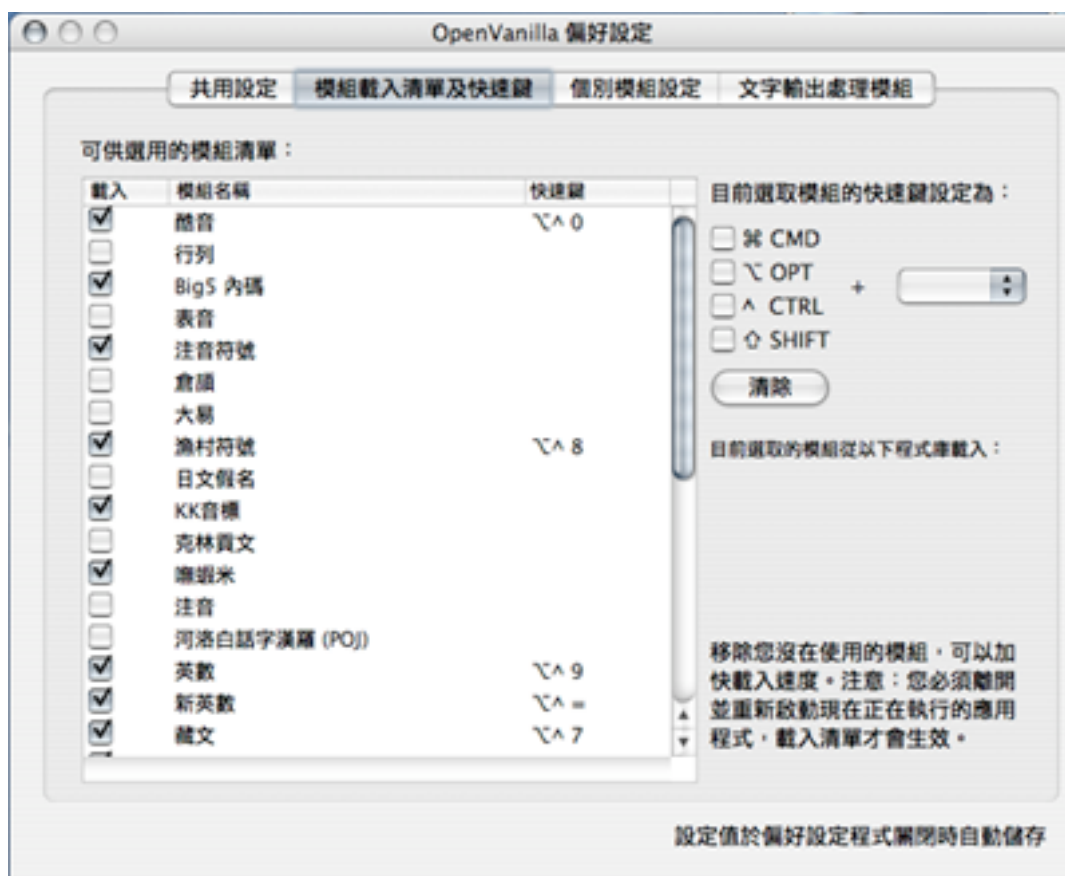 OpenVanilla 偏好設定
共用設定 模組載入清單及快速鍵 個別模組設定 文字輸出處理模組
可供選用的模組清單：
載入 模組名稱 快速鍵
酷音 ⌥^ 0
行列
Big5 內碼
表音
注音符號
倉頡
大易
漁村符號 ⌥^ 8
日文假名
KK音標
克林貢文
嘸蝦米
注音
河洛白話字漢羅 (POJ)
英數 ⌥^ 9
新英數 ⌥^ =
藏文 ⌥^ 7
目前選取模組的快速鍵設定為：
⌘ CMD
⌥ OPT
+
^ CTRL
⇧ SHIFT
清除
目前選取的模組從以下程式庫載入：
移除您沒在使用的模組，可以加
快載入速度。注意：您必須離開
並重新啟動現在正在執行的應用
程式，載入清單才會生效。
設定值於偏好設定程式關閉時自動儲存